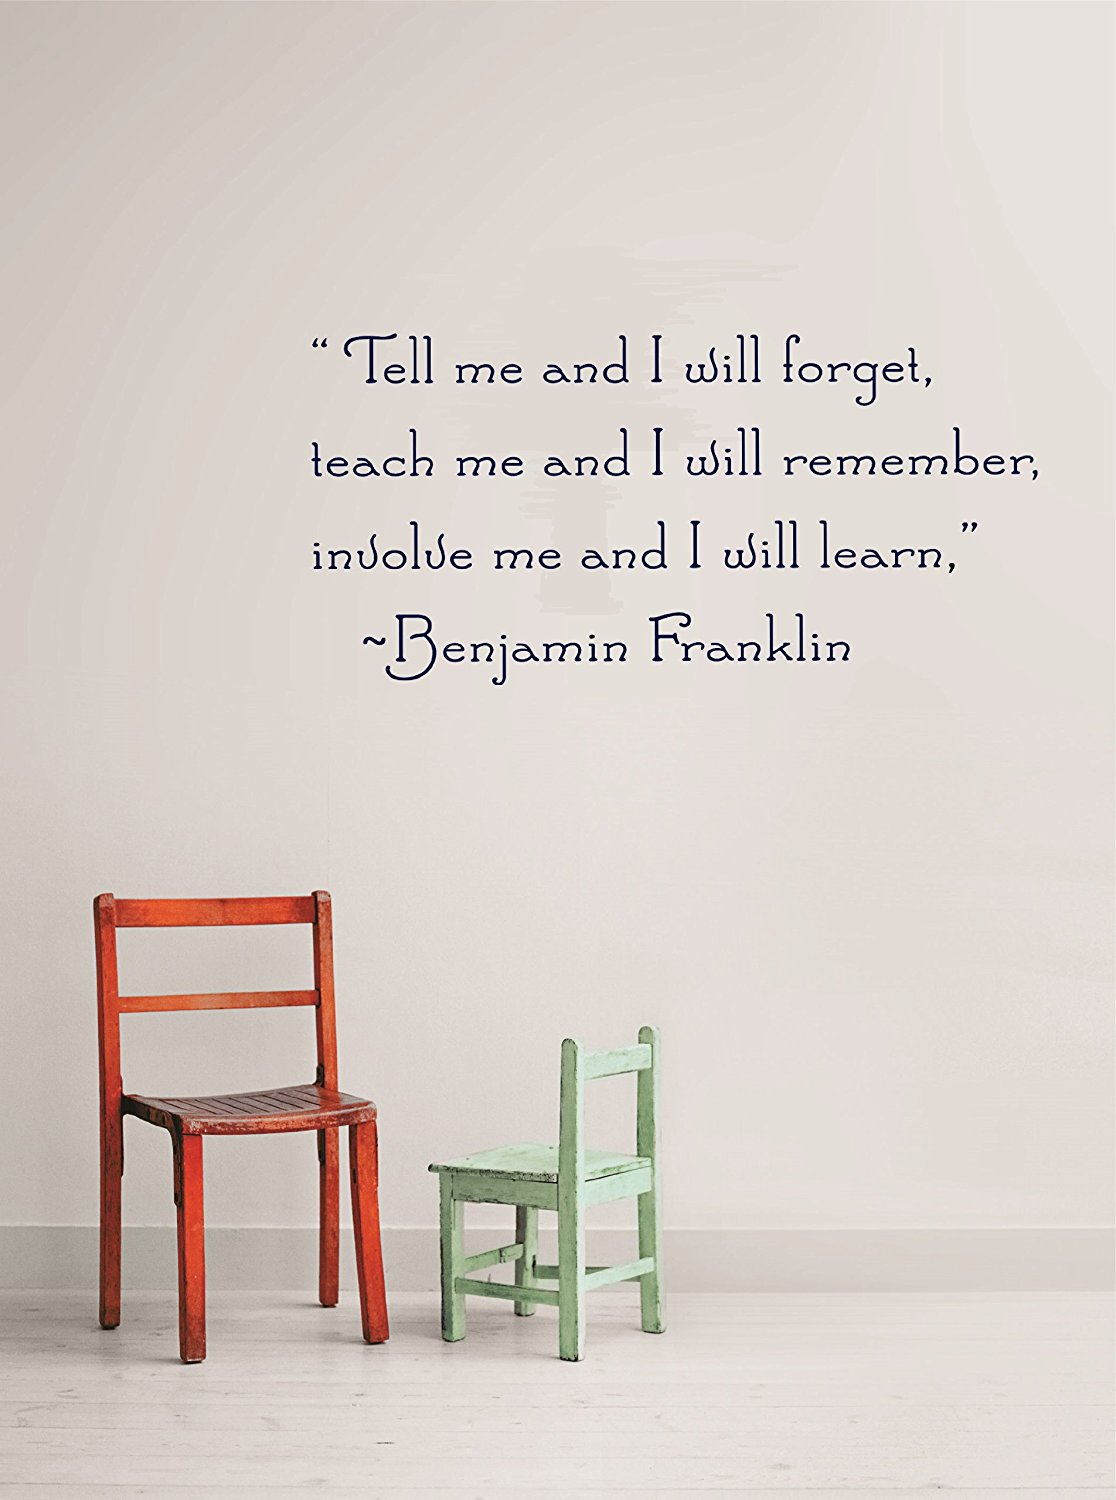 “ Tell me and I will forget,
teach me and I will remember,
involve me and I will learn,”
~Benjamin Franklin